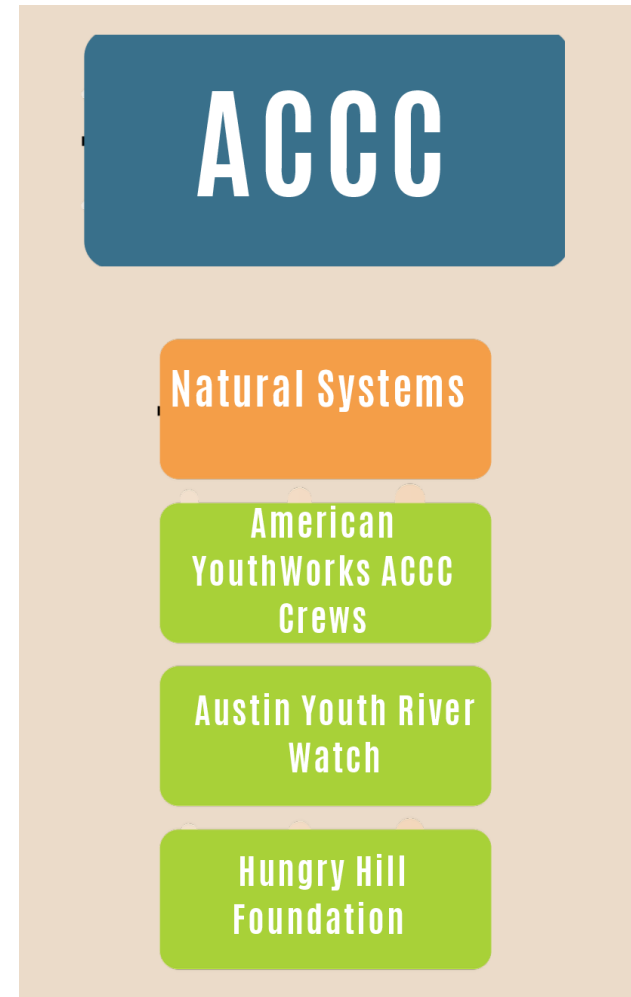 ACCC
Natural Systems
American
YouthWorks ACCC
Crews
Austin Youth River
Watch
Hungry Hill
Foundation